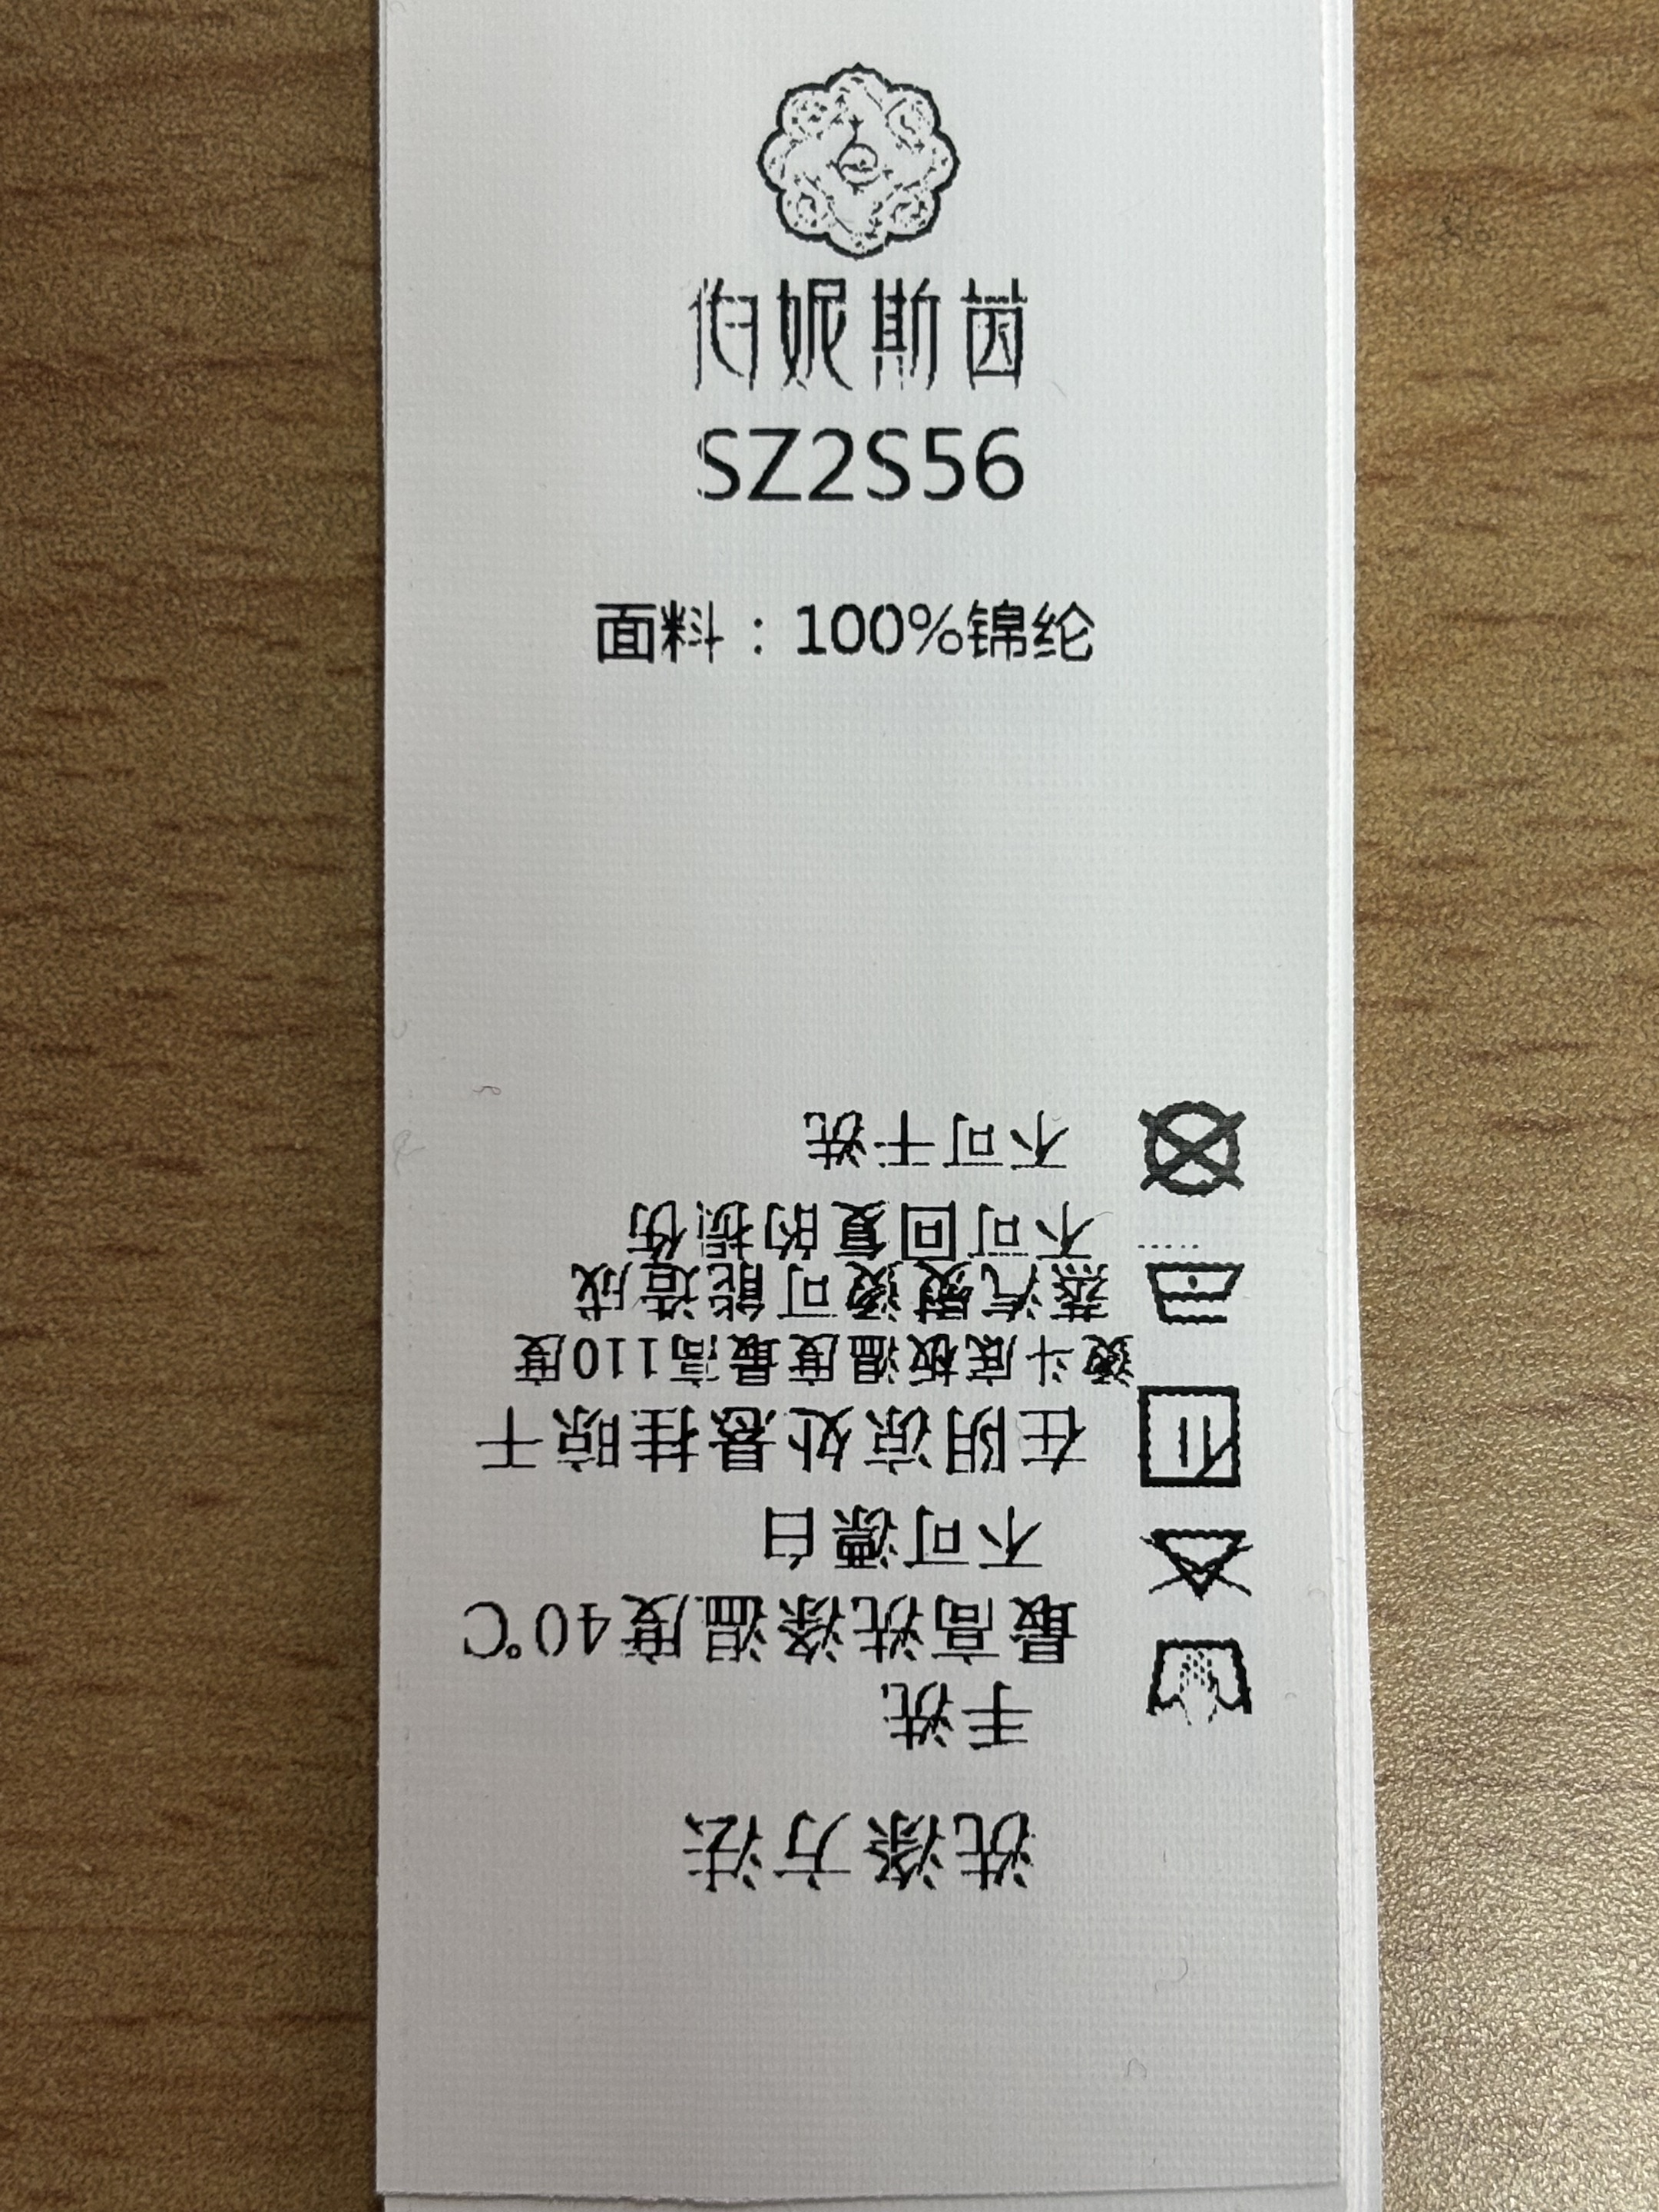 伯妮斯茵
SZ2S56
面料：100%锦纶
洗涤方法
手洗
最高洗涤温度40℃
不可漂白
在阴凉处悬挂晾干
烫斗底板温度最高110度
蒸汽熨烫可能造成
不可回复的损伤
不可干洗